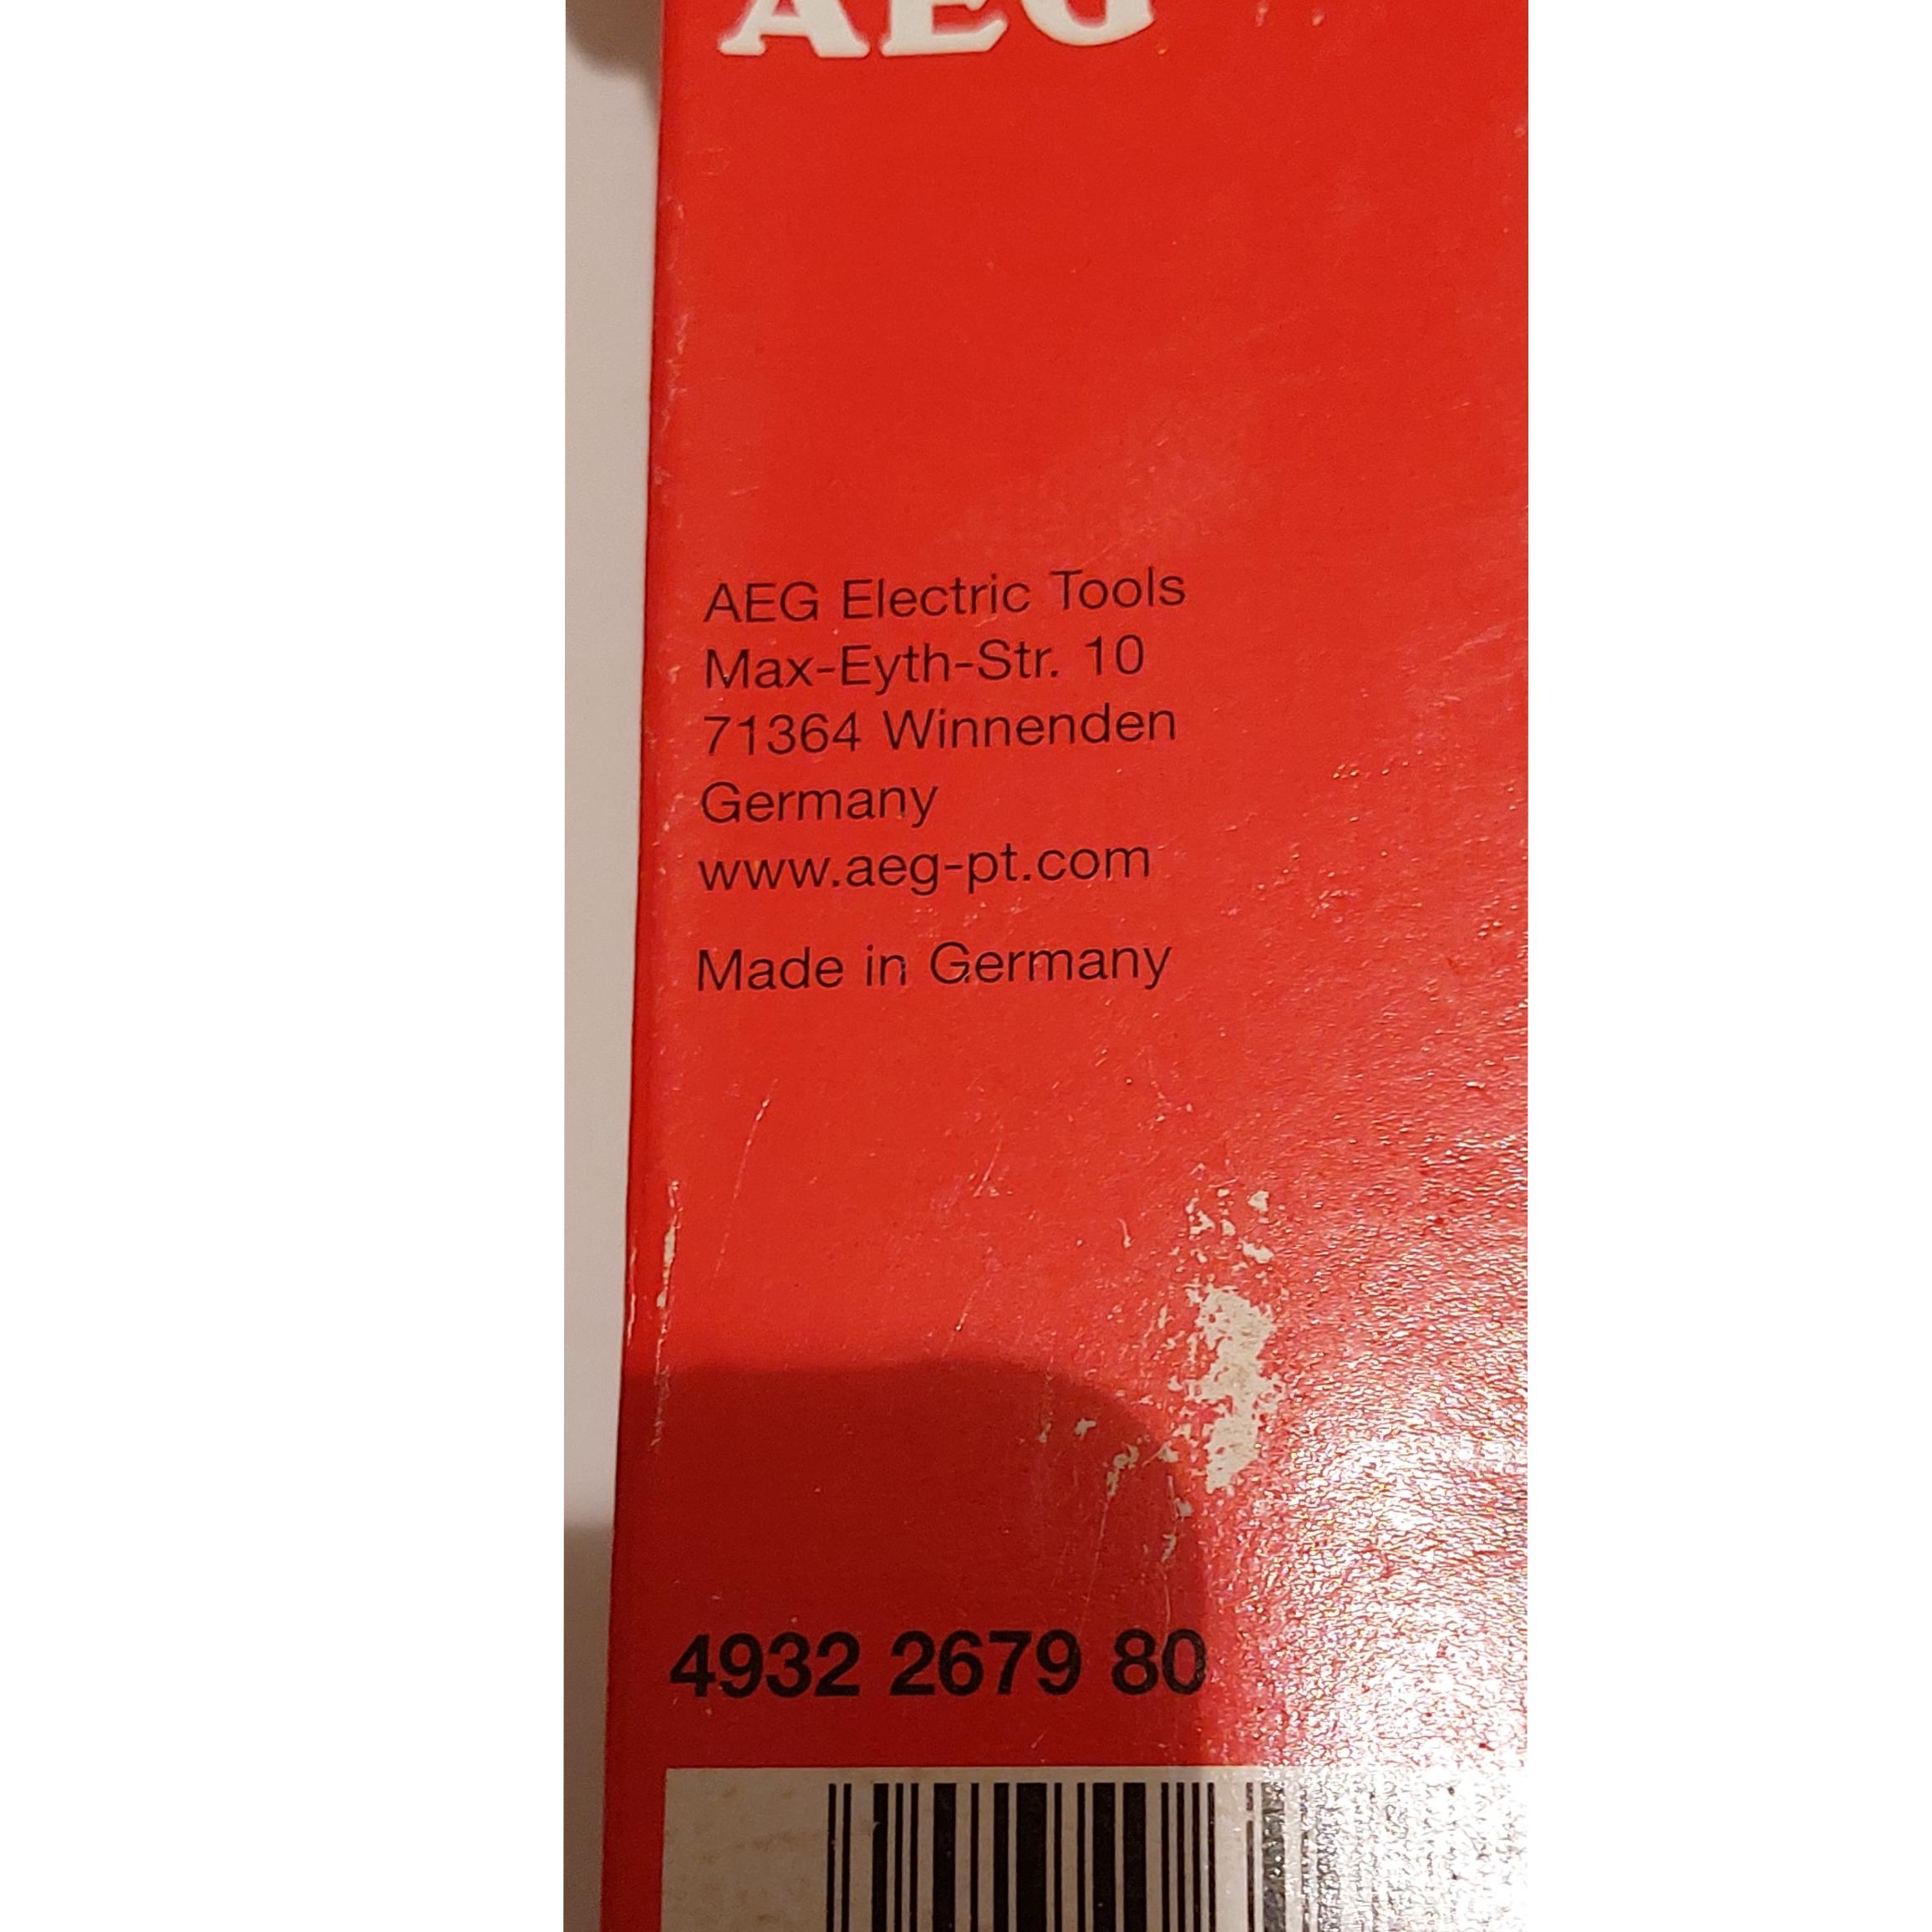 AEG
AEG Electric Tools
Max-Eyth-Str. 10
71364 Winnenden
Germany
www.aeg-pt.com
Made in Germany
4932 2679 80